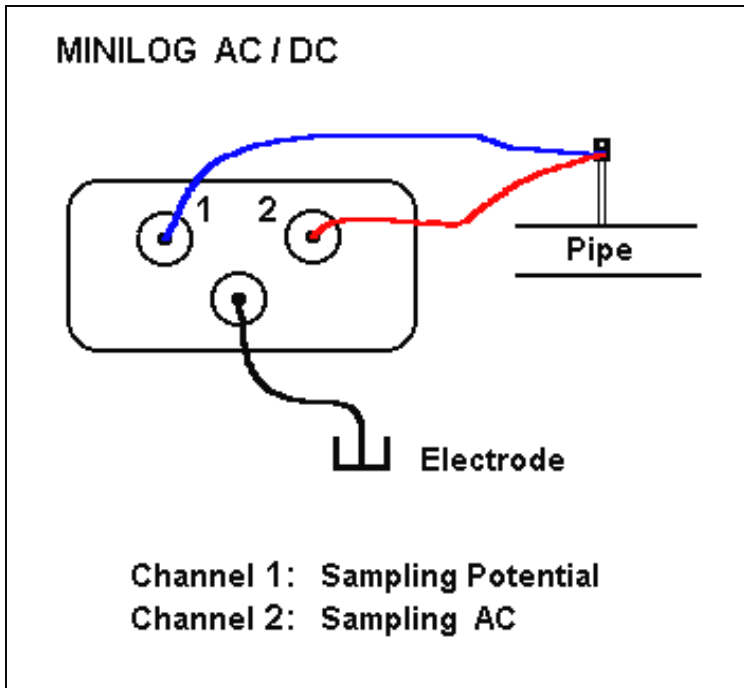 MINILOG AC / DC
1 2
Pipe
Electrode
Channel 1: Sampling Potential
Channel 2: Sampling AC